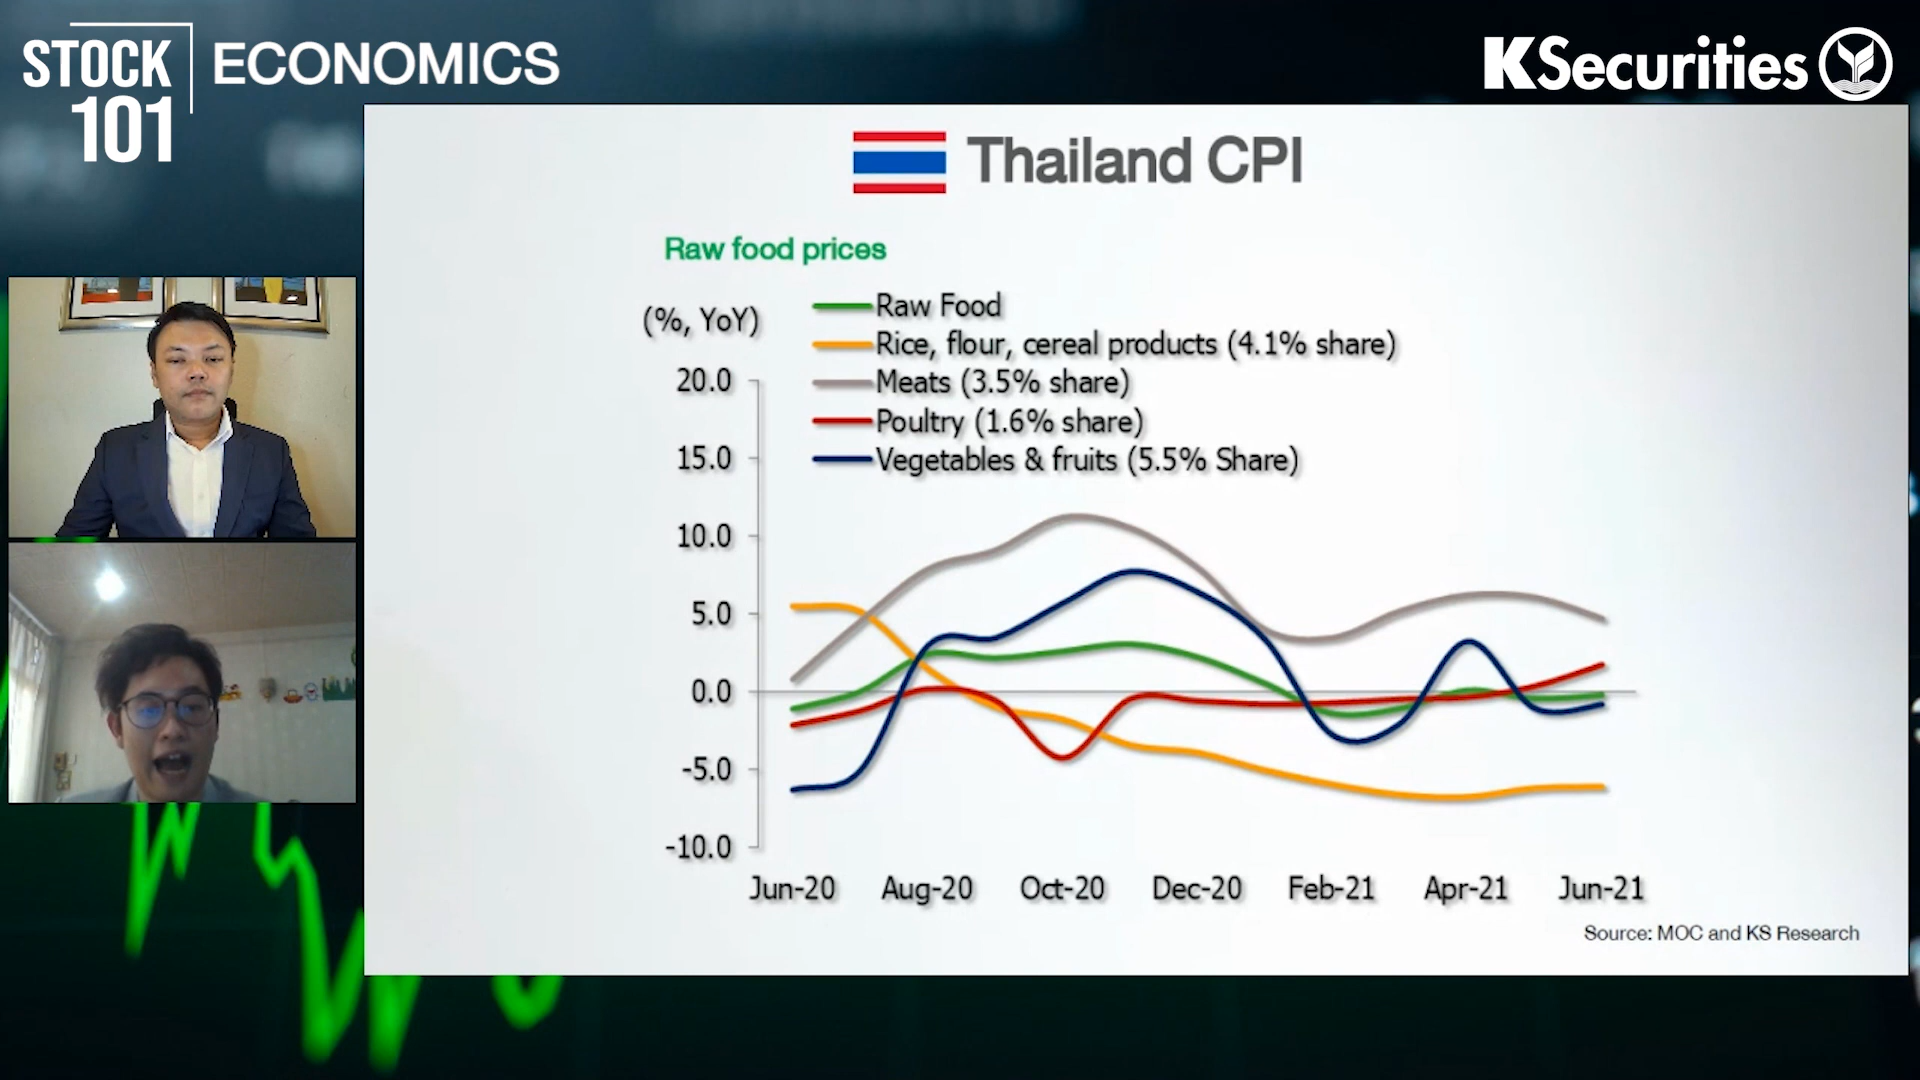 STOCK
101
ECONOMICS
KSecurities
Thailand CPI
Raw food prices
(%, YoY)
Raw Food
Rice, flour, cereal products (4.1% share)
Meats (3.5% share)
Poultry (1.6% share)
Vegetables & fruits (5.5% Share)
20.0
15.0
10.0
5.0
0.0
-5.0
-10.0
Jun-20 Aug-20 Oct-20 Dec-20 Feb-21 Apr-21 Jun-21
Source: MOC and KS Research